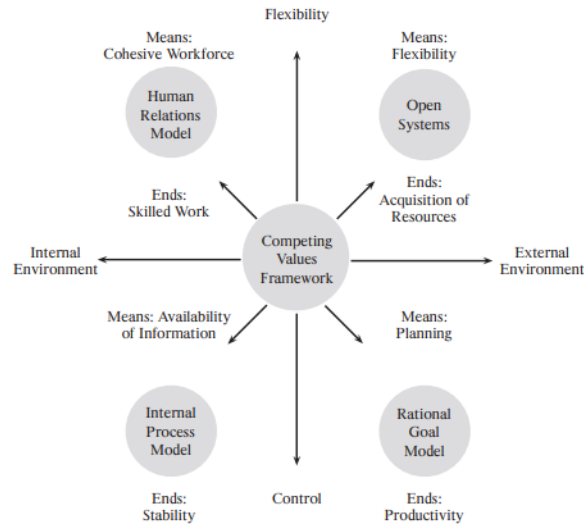 Flexibility
Means:
Cohesive Workforce
Means:
Flexibility
Human
Relations
Model
Open
Systems
Ends:
Skilled Work
Ends:
Acquisition of
Resources
Internal
Environment
Competing
Values
Framework
External
Environment
Means: Availability
of Information
Means:
Planning
Internal
Process
Model
Rational
Goal
Model
Ends:
Stability
Control
Ends:
Productivity